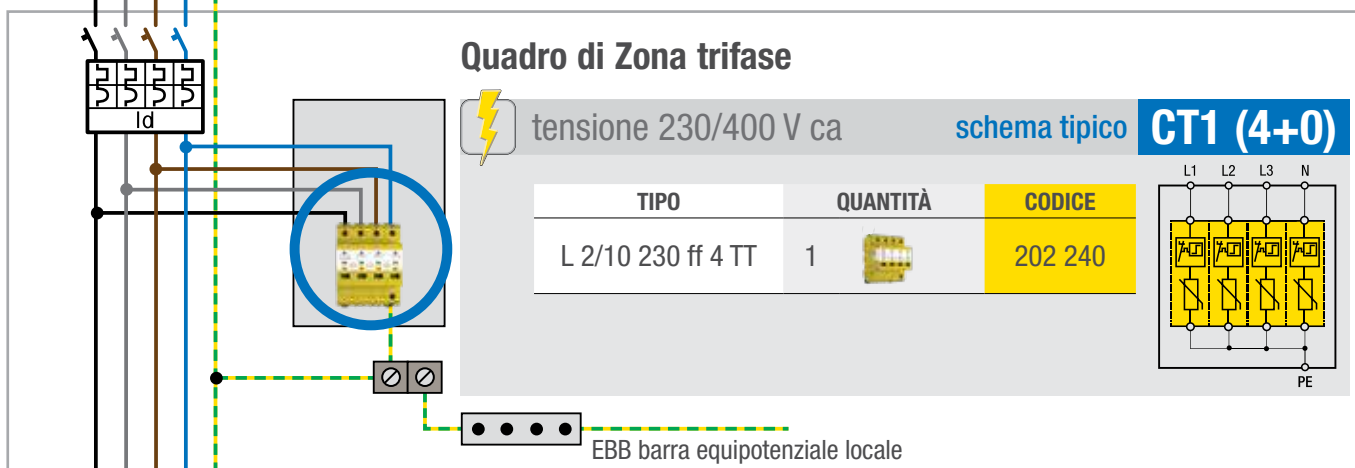 Quadro di Zona trifase
Id
tensione 230/400 V ca schema tipico CT1 (4+0)
TIPO QUANTITÀ CODICE
L 2/10 230 ff 4 TT 1 202 240
L1 L2 L3 N
PE
EBB barra equipotenziale locale